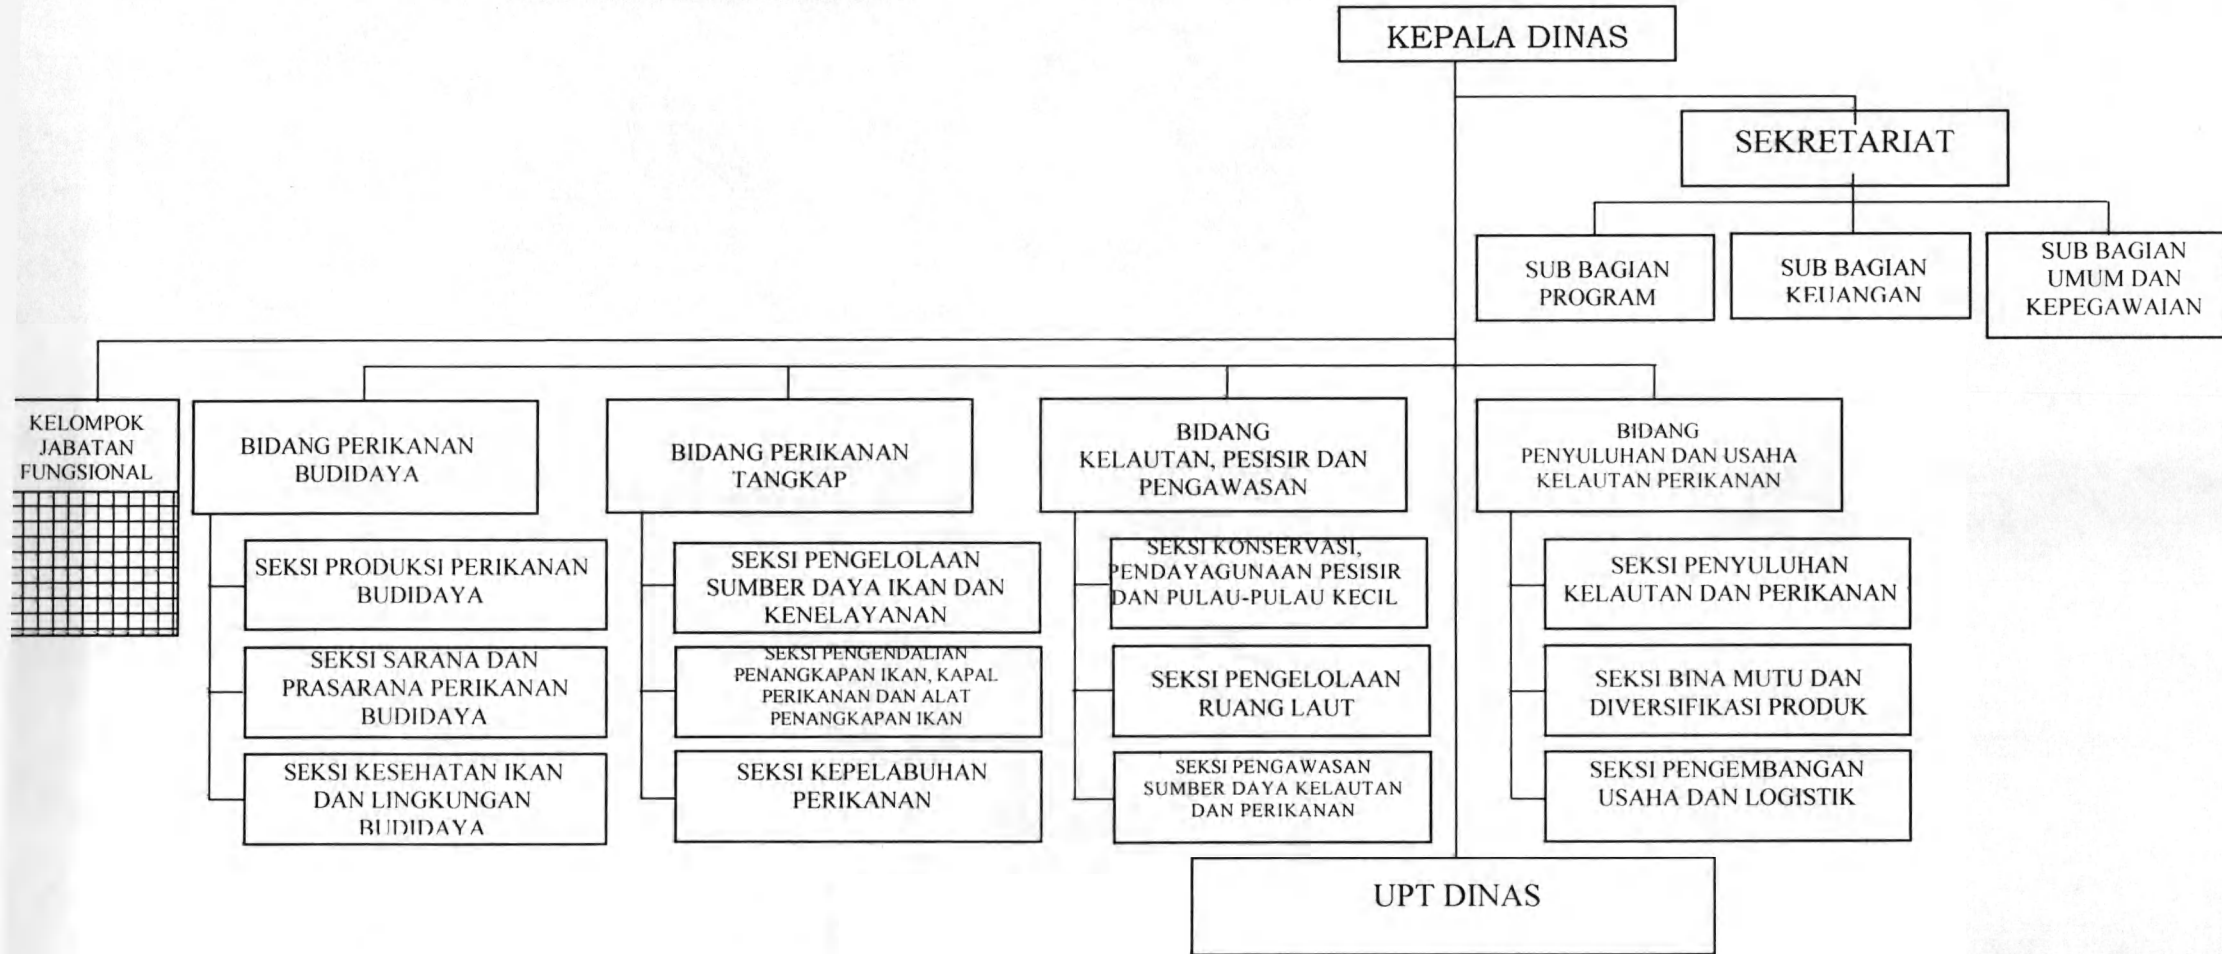 KEPALA DINAS
SEKRETARIAT
SUB BAGIAN
PROGRAM
SUB BAGIAN
KEUANGAN
SUB BAGIAN
UMUM DAN
KEPEGAWAIAN
KELOMPOK
JABATAN
FUNGSIONAL
BIDANG PERIKANAN
BUDIDAYA
SEKSI PRODUKSI PERIKANAN
BUDIDAYA
SEKSI SARANA DAN
PRASARANA PERIKANAN
BUDIDAYA
SEKSI KESEHATAN IKAN
DAN LINGKUNGAN
BUDIDAYA
BIDANG PERIKANAN
TANGKAP
SEKSI PENGELOLAAN
SUMBER DAYA IKAN DAN
KENELAYANAN
SEKSI PENGENDALIAN
PENANGKAPAN IKAN, KAPAL
PERIKANAN DAN ALAT
PENANGKAPAN IKAN
SEKSI KEPELABUHAN
PERIKANAN
BIDANG
KELAUTAN, PESISIR DAN
PENGAWASAN
SEKSI KONSERVASI,
PENDAYAGUNAAN PESISIR
DAN PULAU-PULAU KECIL
SEKSI PENGELOLAAN
RUANG LAUT
SEKSI PENGAWASAN
SUMBER DAYA KELAUTAN
DAN PERIKANAN
BIDANG
PENYULUHAN DAN USAHA
KELAUTAN PERIKANAN
SEKSI PENYULUHAN
KELAUTAN DAN PERIKANAN
SEKSI BINA MUTU DAN
DIVERSIFIKASI PRODUK
SEKSI PENGEMBANGAN
USAHA DAN LOGISTIK
UPT DINAS